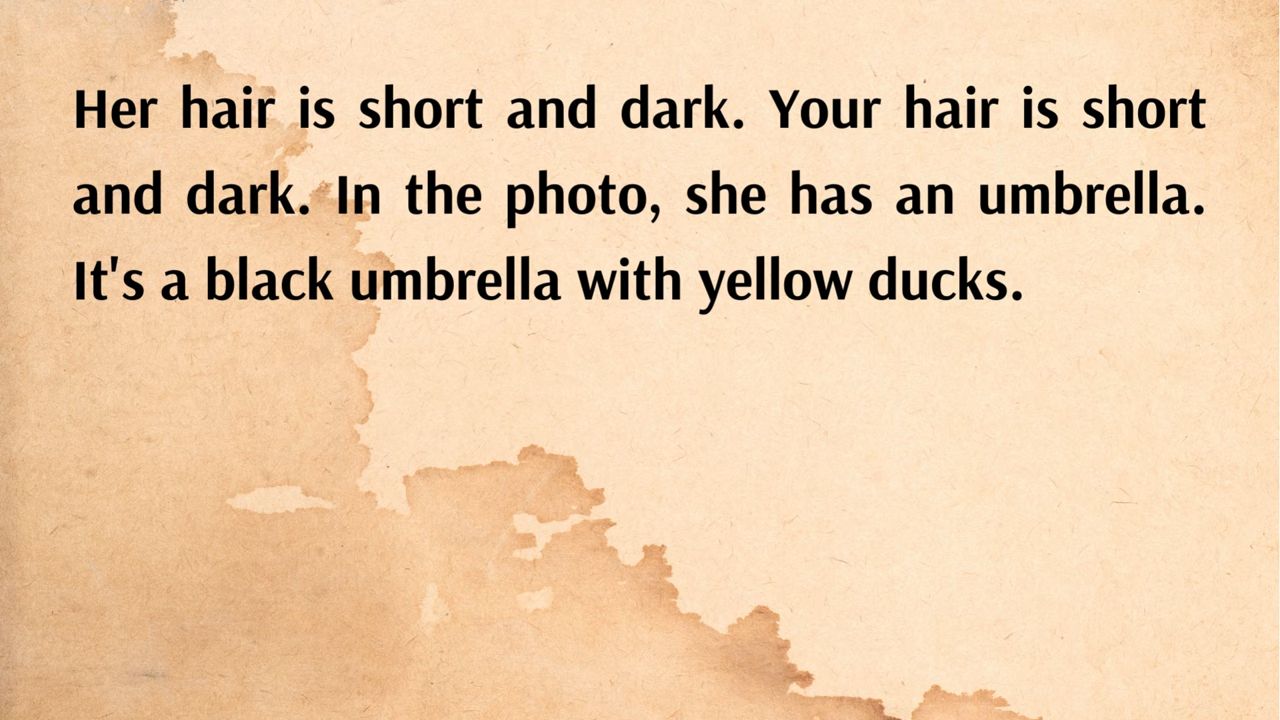 Her hair is short and dark. Your hair is short
and dark. In the photo, she has an umbrella.
It's a black umbrella with yellow ducks.